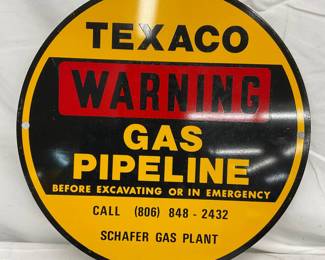 TEXACO
WARNING
GAS
PIPELINE
BEFORE EXCAVATING OR IN EMERGENCY
CALL (806) 848 - 2432
SCHAFER GAS PLANT